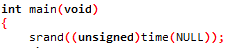 int main(void)
{
    srand((unsigned)time(NULL));